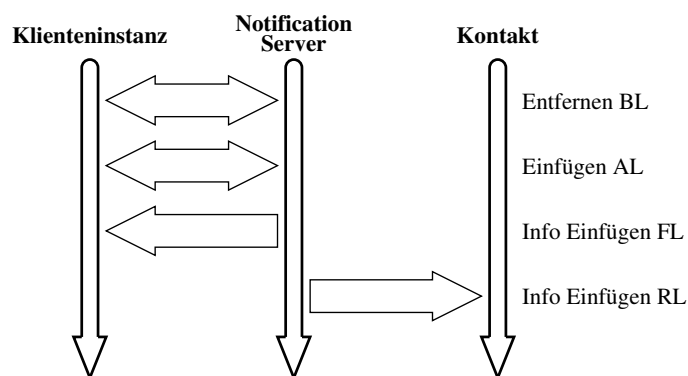 Klienteninstanz
Notification
Server
Kontakt
Entfernen BL
Einfügen AL
Info Einfügen FL
Info Einfügen RL